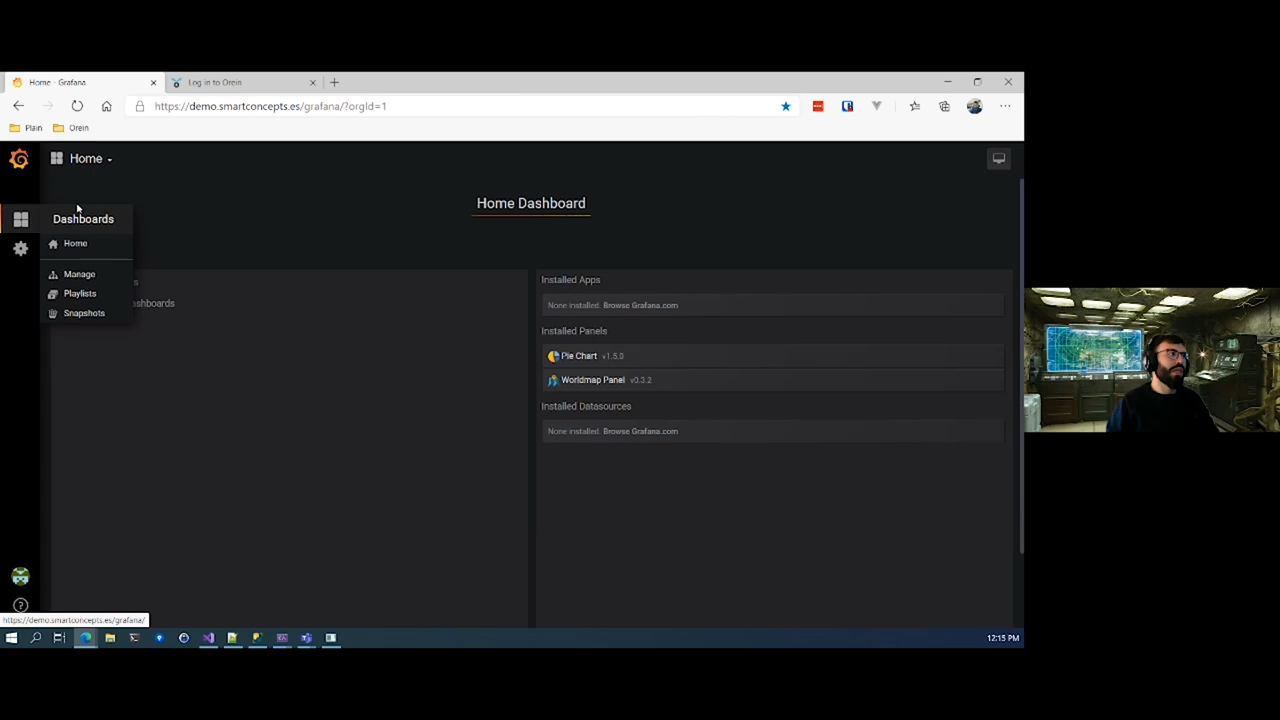 Home - Grafana
Log in to Orein
https://demo.smartconcepts.es/grafana/?orgId=1
Plain
Orein
Home
Home Dashboard
Dashboards
Home
Manage
Playlists
Snapshots
s
ashboards
Installed Apps
None installed. Browse Grafana.com
Installed Panels
Pie Chart v1.5.0
Worldmap Panel v0.3.2
Installed Datasources
None installed. Browse Grafana.com
https://demo.smartconcepts.es/grafana/
12:15 PM